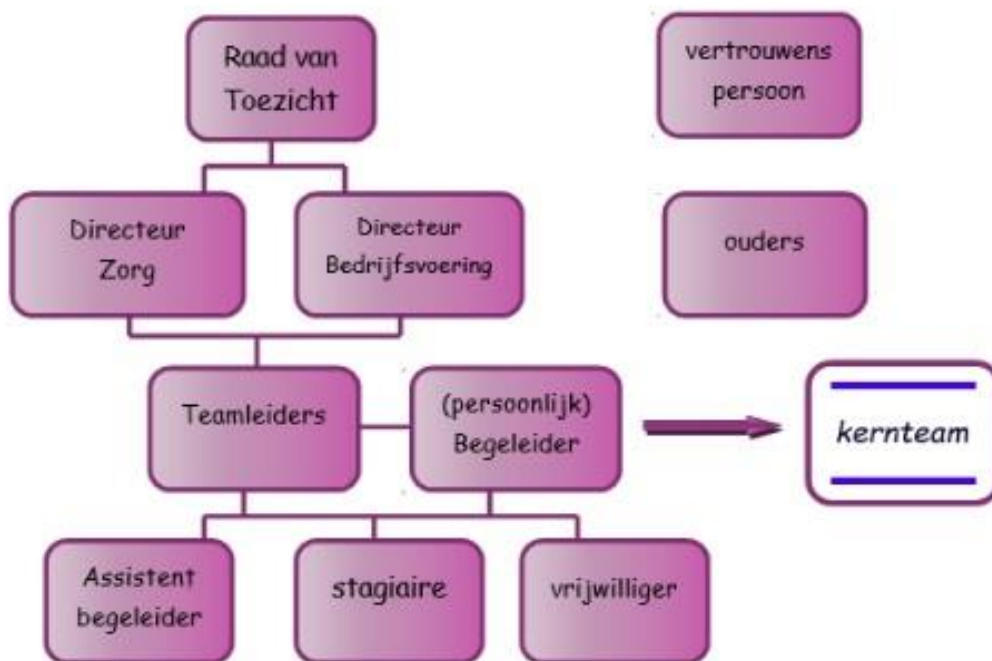 Raad van
Toezicht
vertrouwens
persoon
Directeur
Zorg
Directeur
Bedrijfsvoering
ouders
Teamleiders
(persoonlijk)
Begeleider
kernteam
Assistent
begeleider
stagiaire
vrijwilliger